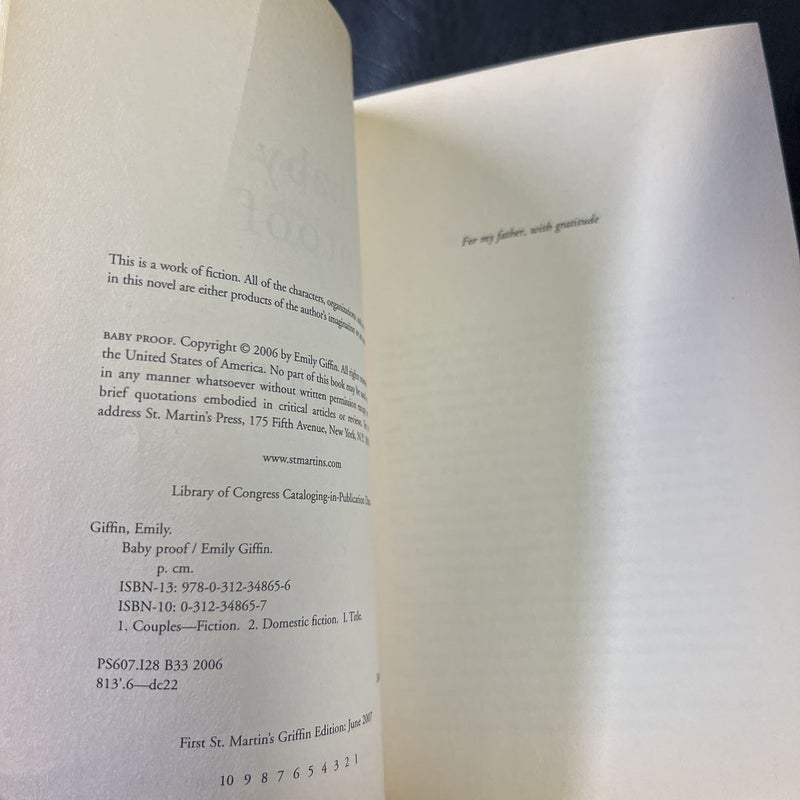 This is a work of fiction. All of the characters, organizations,
in this novel are either products of the author's imagination or
BABY PROOF. Copyright © 2006 by Emily Giffin. All rights
the United States of America. No part of this book may be
in any manner whatsoever without written permission
brief quotations embodied in critical articles or reviews.
address St. Martin's Press, 175 Fifth Avenue, New York, N.Y.
www.stmartins.com
Library of Congress Cataloging-in-Publication
Giffin, Emily.
Baby proof / Emily Giffin.
p. cm.
ISBN-13: 978-0-312-34865-6
ISBN-10: 0-312-34865-7
1. Couples—Fiction. 2. Domestic fiction. I. Title.
PS607.I28 B33 2006
813'.6—dc22
First St. Martin's Griffin Edition: June 2007
10 9 8 7 6 5 4 3 2 1
For my father, with gratitude